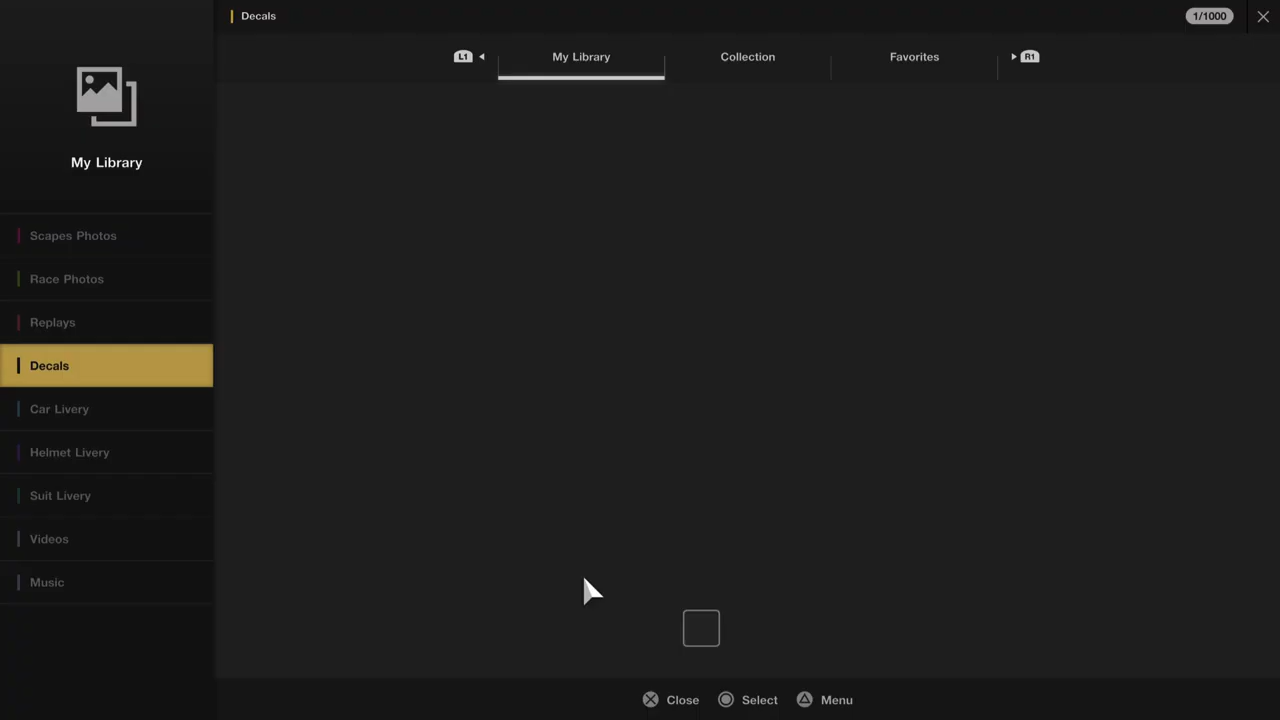 Decals
1/1000
L1
My Library
Collection
Favorites
R1
My Library
Scapes Photos
Race Photos
Replays
Decals
Car Livery
Helmet Livery
Suit Livery
Videos
Music
Close
Select
Menu